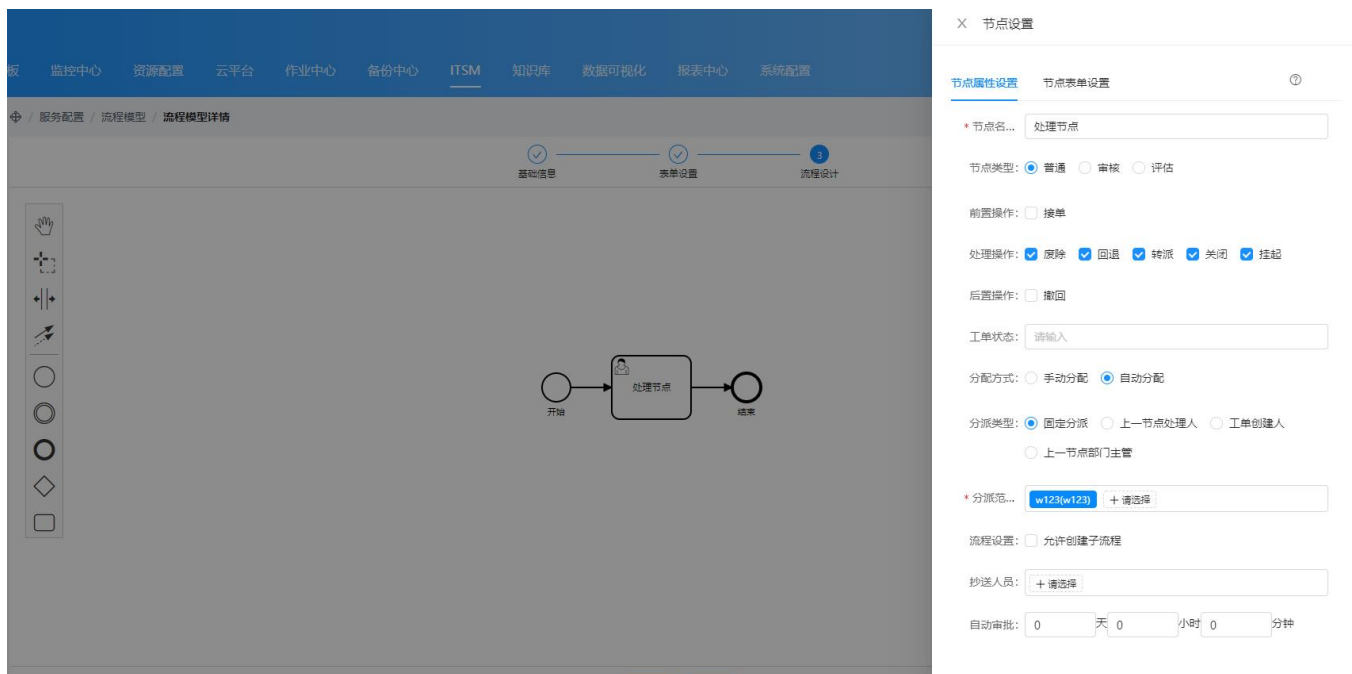 板 监控中心 资源配置 云平台 作业中心 备份中心 ITSM 知识库 数据可视化 报表中心 系统配置
/ 服务配置 / 流程模型 / 流程模型详情
3
基础信息 表单设置 流程设计
处理节点
开始 结束
× 节点设置
节点属性设置 节点表单设置 ?
* 节点名... 处理节点
节点类型: 普通 审核 评估
前置操作: 接单
处理操作: 废除 回退 转派 关闭 挂起
后置操作: 撤回
工单状态: 请输入
分配方式: 手动分配 自动分配
分派类型: 固定分派 上一节点处理人 工单创建人
上一节点部门主管
* 分派范... w123(w123) + 请选择
流程设置: 允许创建子流程
抄送人员: + 请选择
自动审批: 0 天 0 小时 0 分钟